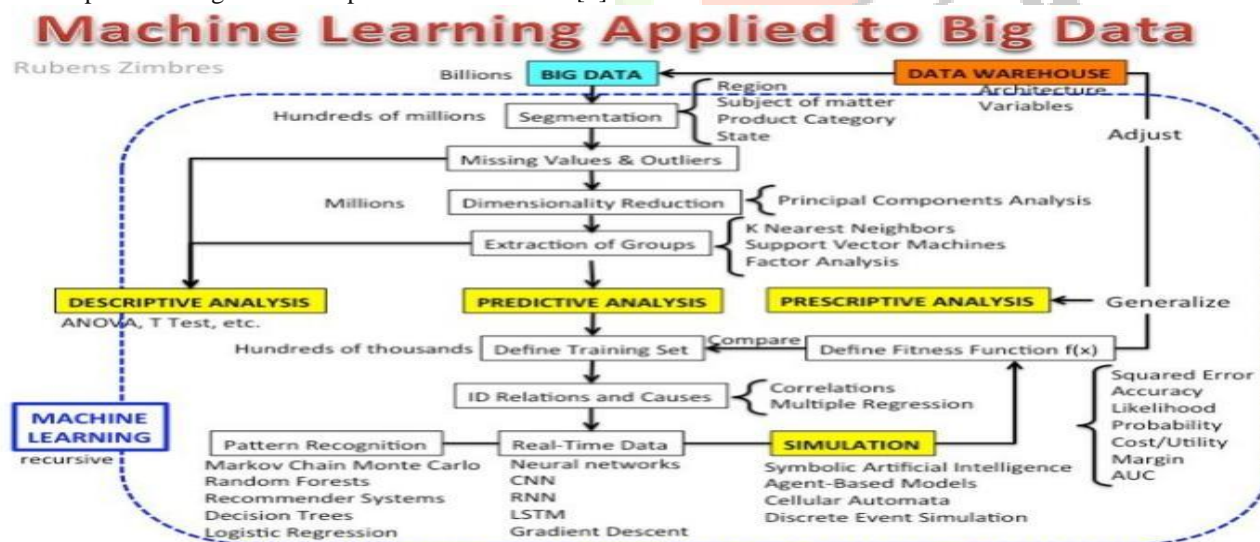 Machine Learning Applied to Big Data
Rubens Zimbres
Billions
BIG DATA
DATA WAREHOUSE
Architecture
Variables
Adjust
Hundreds of millions
Segmentation
Region
Subject of matter
Product Category
State
Missing Values & Outliers
Millions
Dimensionality Reduction
Principal Components Analysis
Extraction of Groups
K Nearest Neighbors
Support Vector Machines
Factor Analysis
DESCRIPTIVE ANALYSIS
ANOVA, T Test, etc.
PREDICTIVE ANALYSIS
PRESCRIPTIVE ANALYSIS
Generalize
Hundreds of thousands
Define Training Set
Compare
Define Fitness Function f(x)
Squared Error
Accuracy
Likelihood
Probability
Cost/Utility
Margin
AUC
ID Relations and Causes
Correlations
Multiple Regression
MACHINE
LEARNING
recursive
Pattern Recognition
Markov Chain Monte Carlo
Random Forests
Recommender Systems
Decision Trees
Logistic Regression
Real-Time Data
Neural networks
CNN
RNN
LSTM
Gradient Descent
SIMULATION
Symbolic Artificial Intelligence
Agent-Based Models
Cellular Automata
Discrete Event Simulation